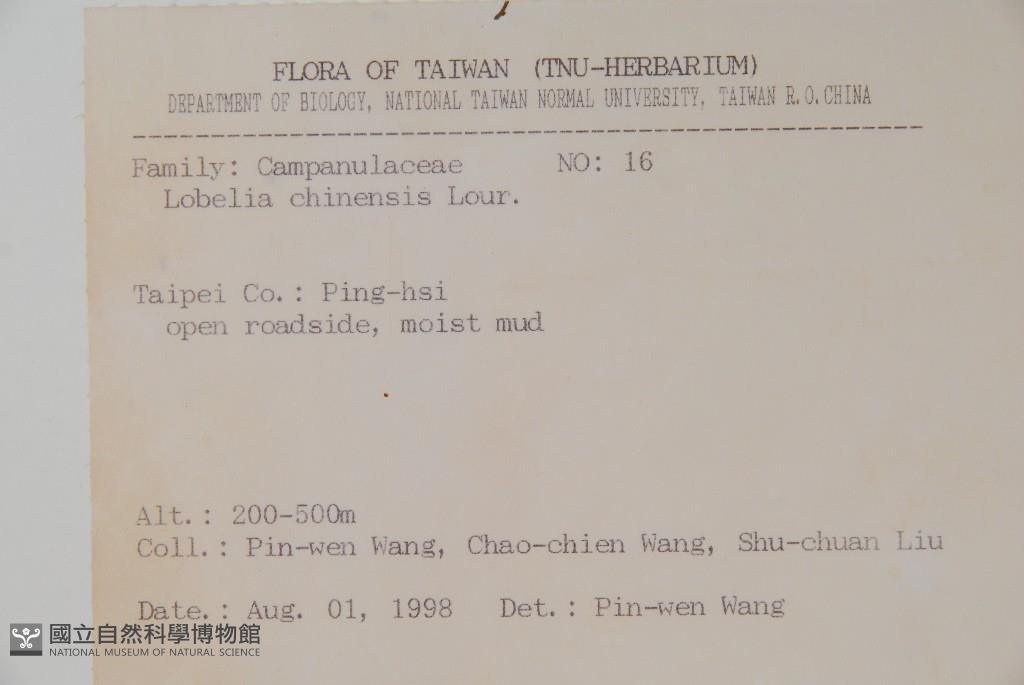 FLORA OF TAIWAN (TNU-HERBARIUM)
DEPARTMENT OF BIOLOGY, NATIONAL TAIWAN NORMAL UNIVERSITY, TAIWAN R.O.CHINA
Family: Campanulaceae NO: 16
Lobelia chinensis Lour.
Taipei Co.: Ping-hsi
open roadside, moist mud
Alt.: 200-500m
Coll.: Pin-wen Wang, Chao-chien Wang, Shu-chuan Liu
Date.: Aug. 01, 1998 Det.: Pin-wen Wang
國立自然科學博物館
NATIONAL MUSEUM OF NATURAL SCIENCE